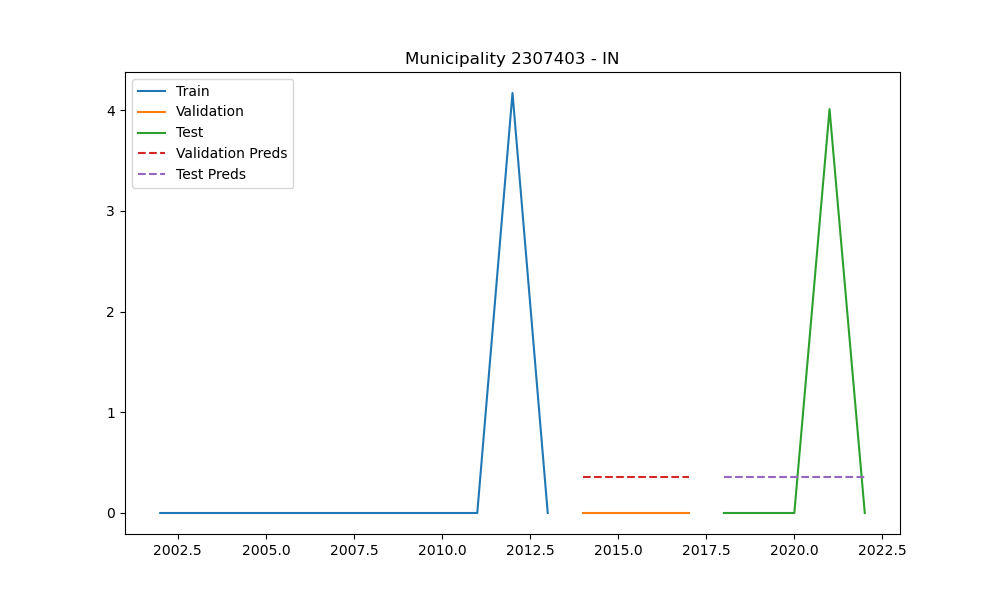 Municipality 2307403 - IN
Train
Validation
Test
Validation Preds
Test Preds
4
3
2
1
0
2002.5 2005.0 2007.5 2010.0 2012.5 2015.0 2017.5 2020.0 2022.5